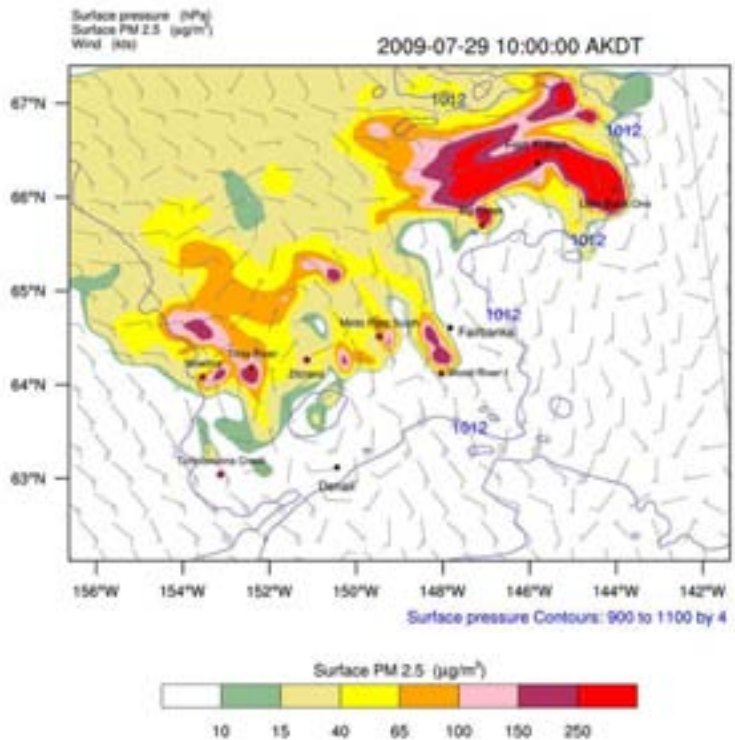 Surface pressure (hPa)
Surface PM 2.5 (µg/m³)
Wind (kts)
2009-07-29 10:00:00 AKDT
67°N
66°N
65°N
64°N
63°N
1012
1012
1012
1012
1012
Fairbanks
Denali
156°W
154°W
152°W
150°W
148°W
146°W
144°W
142°W
Surface pressure Contours: 900 to 1100 by 4
Surface PM 2.5 (µg/m³)
10
15
40
65
100
150
250